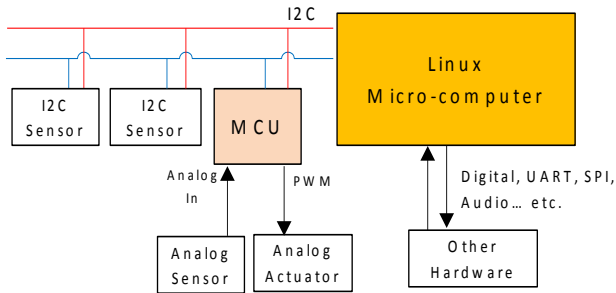 I2C
Linux
Micro-computer
I2C
Sensor
I2C
Sensor
MCU
Analog
In
PWM
Digital, UART, SPI,
Audio… etc.
Analog
Sensor
Analog
Actuator
Other
Hardware